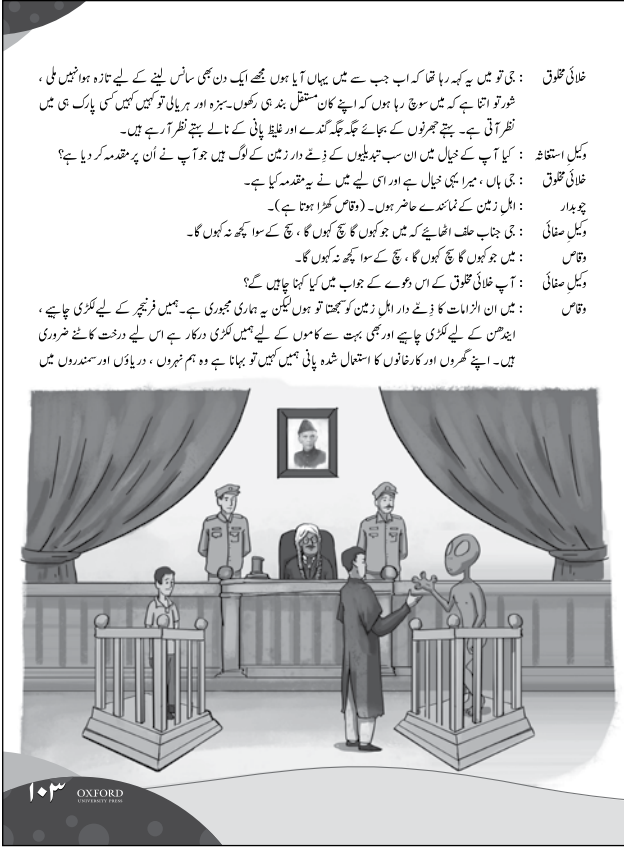 خلائی مخلوق : جی تو میں یہ کہہ رہا تھا کہ اب جب سے میں یہاں آیا ہوں مجھے ایک دن بھی سانس لینے کے لیے تازہ ہوا نہیں ملی ،
شور تو اتنا ہے کہ میں سوچ رہا ہوں کہ اپنے کان مستقل بند ہی رکھوں۔ سبزہ اور ہریالی تو کہیں کہیں کسی پارک ہی میں
نظر آتی ہے۔ بہتے جھرنوں کے بجائے جگہ جگہ گندے اور غلیظ پانی کے نالے بہتے نظر آرہے ہیں۔
وکیلِ استغاثہ : کیا آپ کے خیال میں ان سب تبدیلیوں کے ذِمّے دار زمین کے لوگ ہیں جو آپ نے اُن پر مقدمہ کر دیا ہے؟
خلائی مخلوق : جی ہاں ، میرا یہی خیال ہے اور اسی لیے میں نے یہ مقدمہ کیا ہے۔
چوبدار : اہلِ زمین کے نمائندے حاضر ہوں۔ (وقاص کھڑا ہوتا ہے)۔
وکیلِ صفائی : جی جناب حلف اٹھائیے کہ میں جو کہوں گا سچ کہوں گا ، سچ کے سوا کچھ نہ کہوں گا۔
وقاص : میں جو کہوں گا سچ کہوں گا ، سچ کے سوا کچھ نہ کہوں گا۔
وکیلِ صفائی : آپ خلائی مخلوق کے اس دعوے کے جواب میں کیا کہنا چاہیں گے؟
وقاص : میں ان الزامات کا ذِمّے دار اہلِ زمین کو سمجھتا تو ہوں لیکن یہ ہماری مجبوری ہے۔ ہمیں فرنیچر کے لیے لکڑی چاہیے ،
ایندھن کے لیے لکڑی چاہیے اور بھی بہت سے کاموں کے لیے ہمیں لکڑی درکار ہے اس لیے درخت کاٹنے ضروری
ہیں۔ اپنے گھروں اور کارخانوں کا استعمال شدہ پانی ہمیں کہیں تو بہانا ہے وہ ہم نہروں ، دریاؤں اور سمندروں میں
۱۰۳
OXFORD
UNIVERSITY PRESS